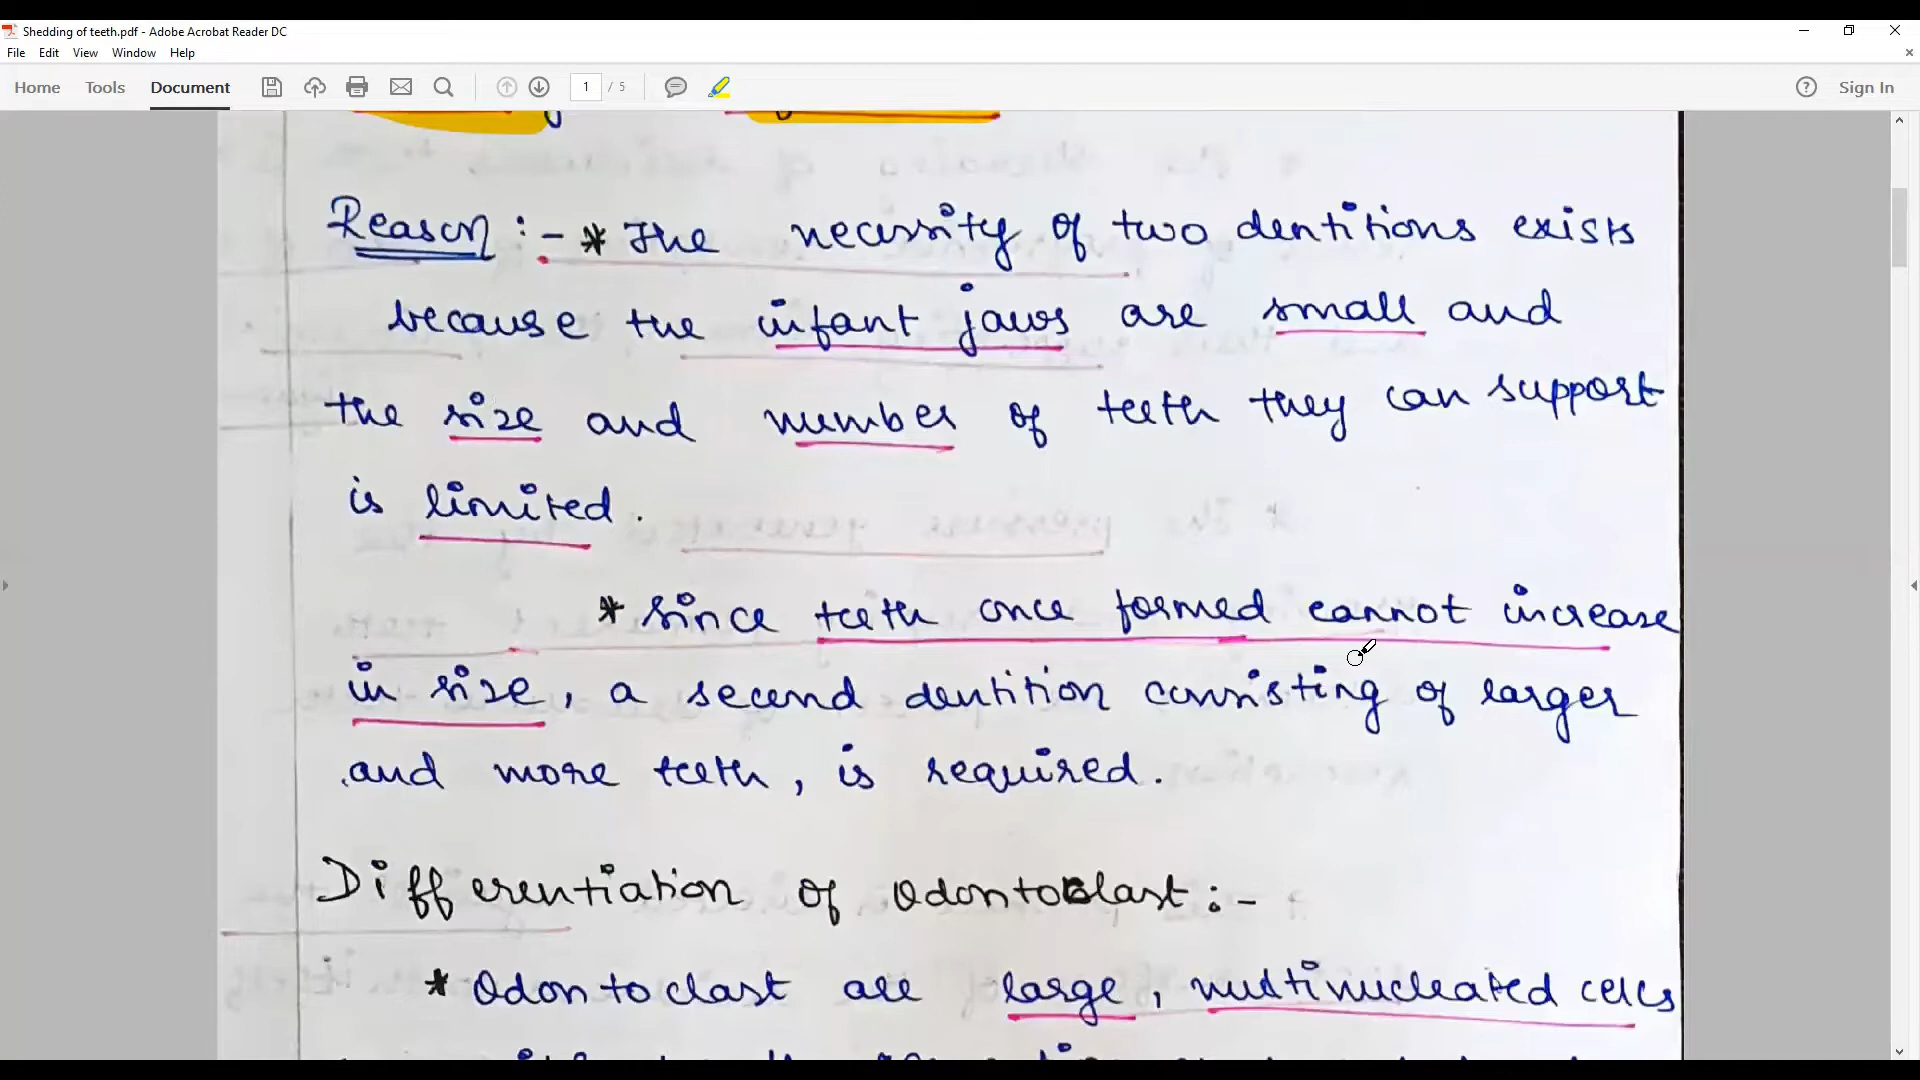 Shedding of teeth.pdf - Adobe Acrobat Reader DC
File Edit View Window Help
Home Tools Document 1 / 5 Sign In
Reason :- * The necessity of two dentitions exists
because the infant jaws are small and
the size and number of teeth they can support
is limited.
* since teeth once formed cannot increase
in size, a second dentition consisting of larger
and more teeth, is required.
Differentiation of Odontoclast :-
* Odontoclast are large, multinucleated cells